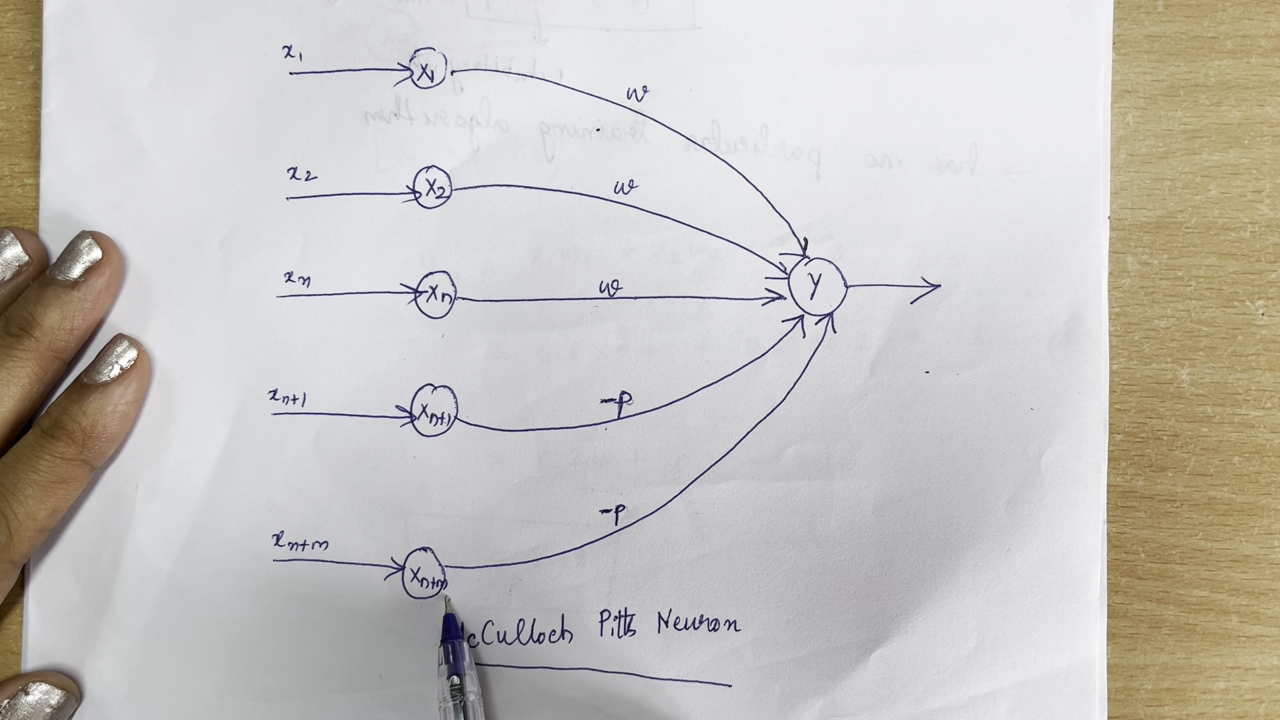 x₁ X₁ w
x₂ X₂ w
xₙ Xₙ w Y
xₙ₊₁ Xₙ₊₁ -p
xₙ₊ₘ Xₙ₊ₘ -p
cCulloch Pitts Neuron